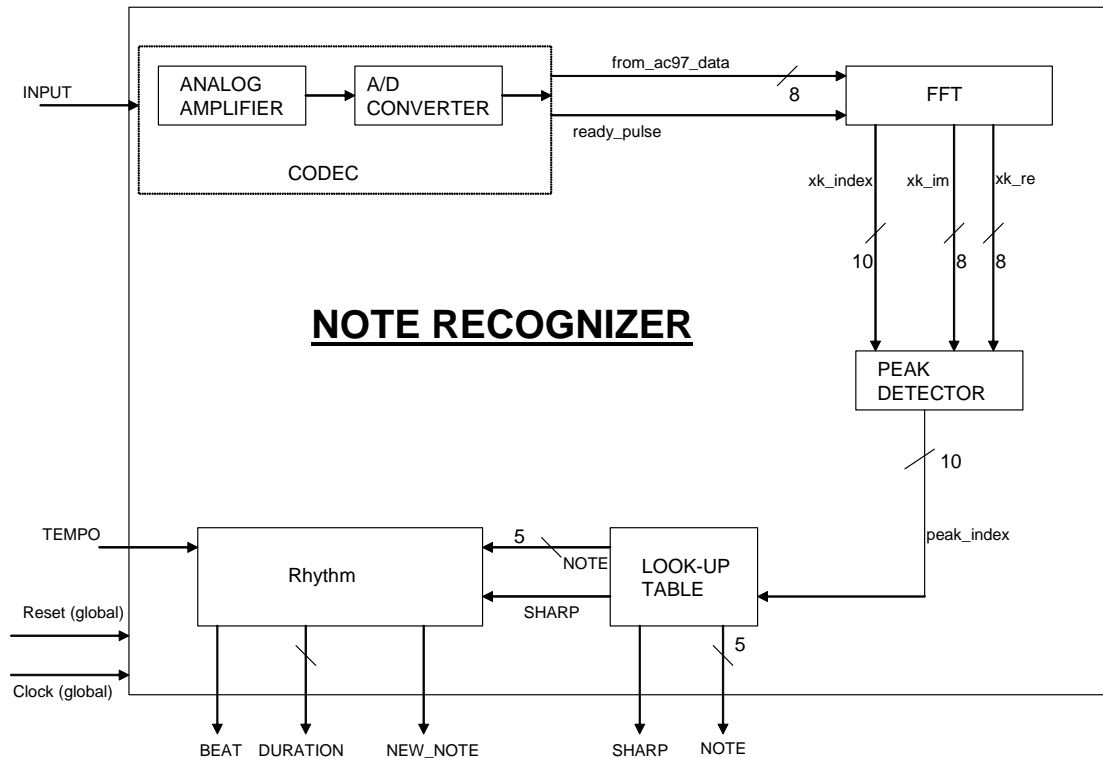 INPUT
ANALOG
AMPLIFIER
A/D
CONVERTER
CODEC
from_ac97_data
8
ready_pulse
FFT
xk_index
xk_im
xk_re
10
8
8
NOTE RECOGNIZER
PEAK
DETECTOR
10
peak_index
TEMPO
Rhythm
5
NOTE
SHARP
LOOK-UP
TABLE
5
Reset (global)
Clock (global)
BEAT
DURATION
NEW_NOTE
SHARP
NOTE